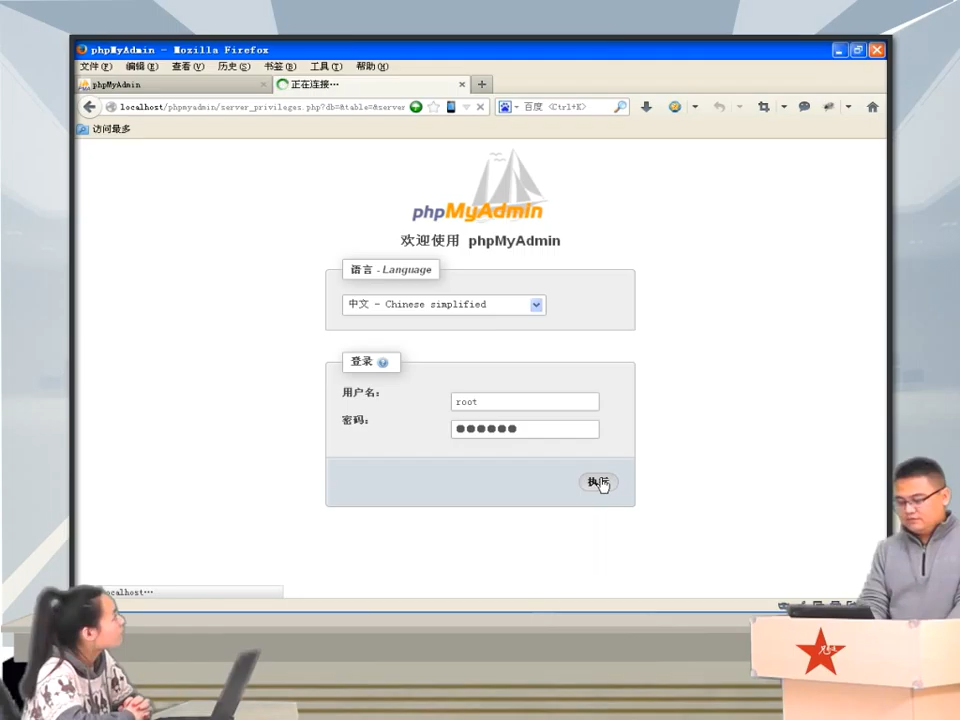 phpMyAdmin - Mozilla Firefox
文件(F) 编辑(E) 查看(V) 历史(S) 书签(B) 工具(T) 帮助(H)
phpMyAdmin
正在连接…
localhost/phpmyadmin/server_privileges.php?db=&table=&server
百度 <Ctrl+K>
访问最多
phpMyAdmin
欢迎使用 phpMyAdmin
语言 - Language
中文 - Chinese simplified
登录
用户名:
root
密码:
执行